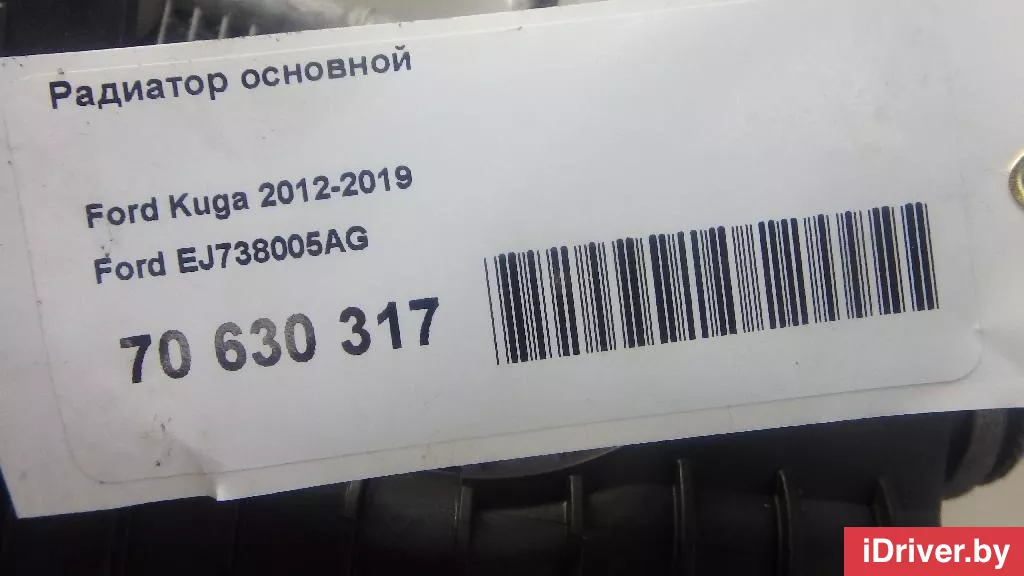 Радиатор основной
Ford Kuga 2012-2019
Ford EJ738005AG
70 630 317
iDriver.by